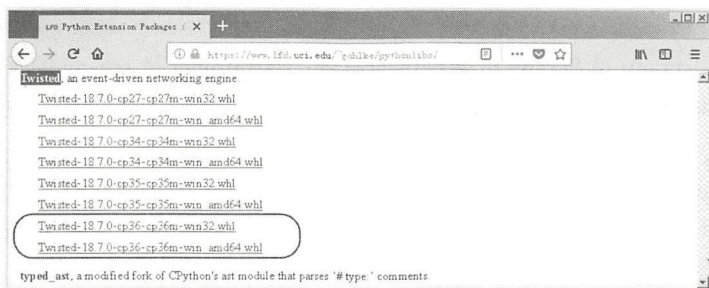 LFD Python Extension Packages f
https://www.lfd.uci.edu/~gohlke/pythonlibs/
Twisted, an event-driven networking engine.
Twisted-18.7.0-cp27-cp27m-win32.whl
Twisted-18.7.0-cp27-cp27m-win_amd64.whl
Twisted-18.7.0-cp34-cp34m-win32.whl
Twisted-18.7.0-cp34-cp34m-win_amd64.whl
Twisted-18.7.0-cp35-cp35m-win32.whl
Twisted-18.7.0-cp35-cp35m-win_amd64.whl
Twisted-18.7.0-cp36-cp36m-win32.whl
Twisted-18.7.0-cp36-cp36m-win_amd64.whl
typed_ast, a modified fork of CPython's ast module that parses `# type:` comments.